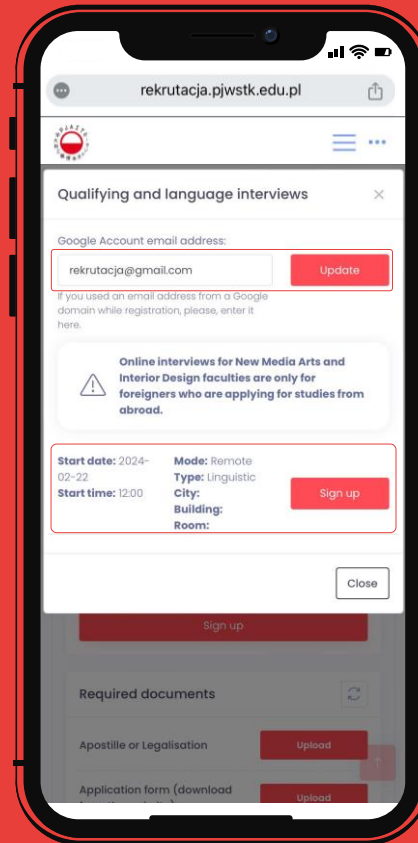 rekrutacja.pjwstk.edu.pl
Qualifying and language interviews
Google Account email address:
rekrutacja@gmail.com
Update
If you used an email address from a Google
domain while registration, please, enter it
here.
Online interviews for New Media Arts and
Interior Design faculties are only for
foreigners who are applying for studies from
abroad.
Start date: 2024-
02-22
Start time: 12:00
Mode: Remote
Type: Linguistic
City:
Building:
Room:
Sign up
Close
Sign up
Required documents
Apostille or Legalisation
Upload
Application form (download
Upload